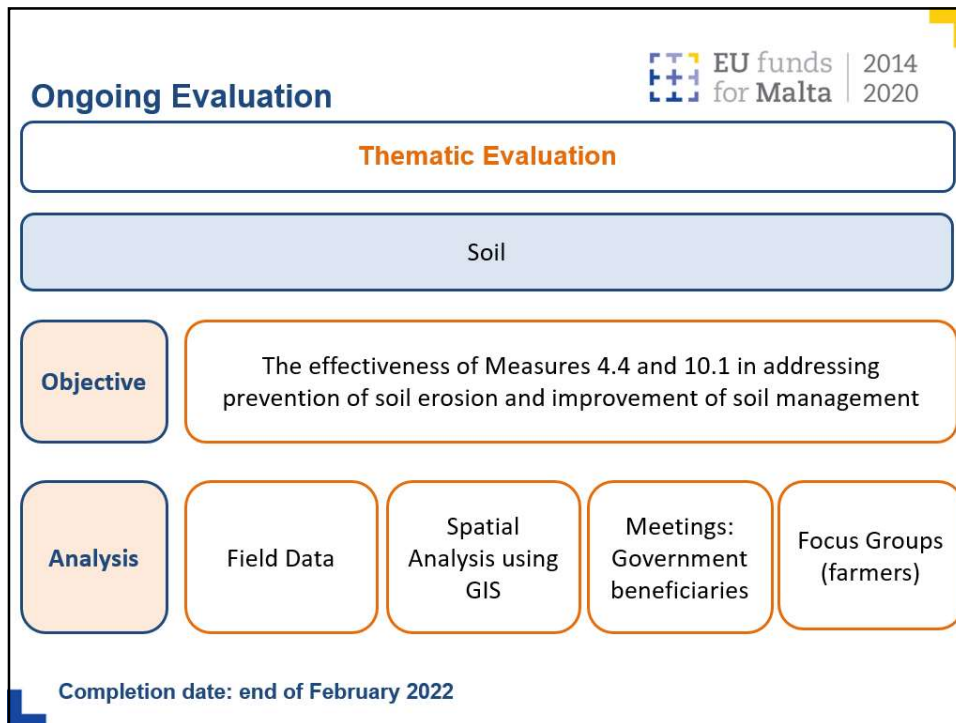 EU funds 2014
for Malta 2020
Ongoing Evaluation
Thematic Evaluation
Soil
Objective
The effectiveness of Measures 4.4 and 10.1 in addressing
prevention of soil erosion and improvement of soil management
Analysis
Field Data
Spatial
Analysis using
GIS
Meetings:
Government
beneficiaries
Focus Groups
(farmers)
Completion date: end of February 2022